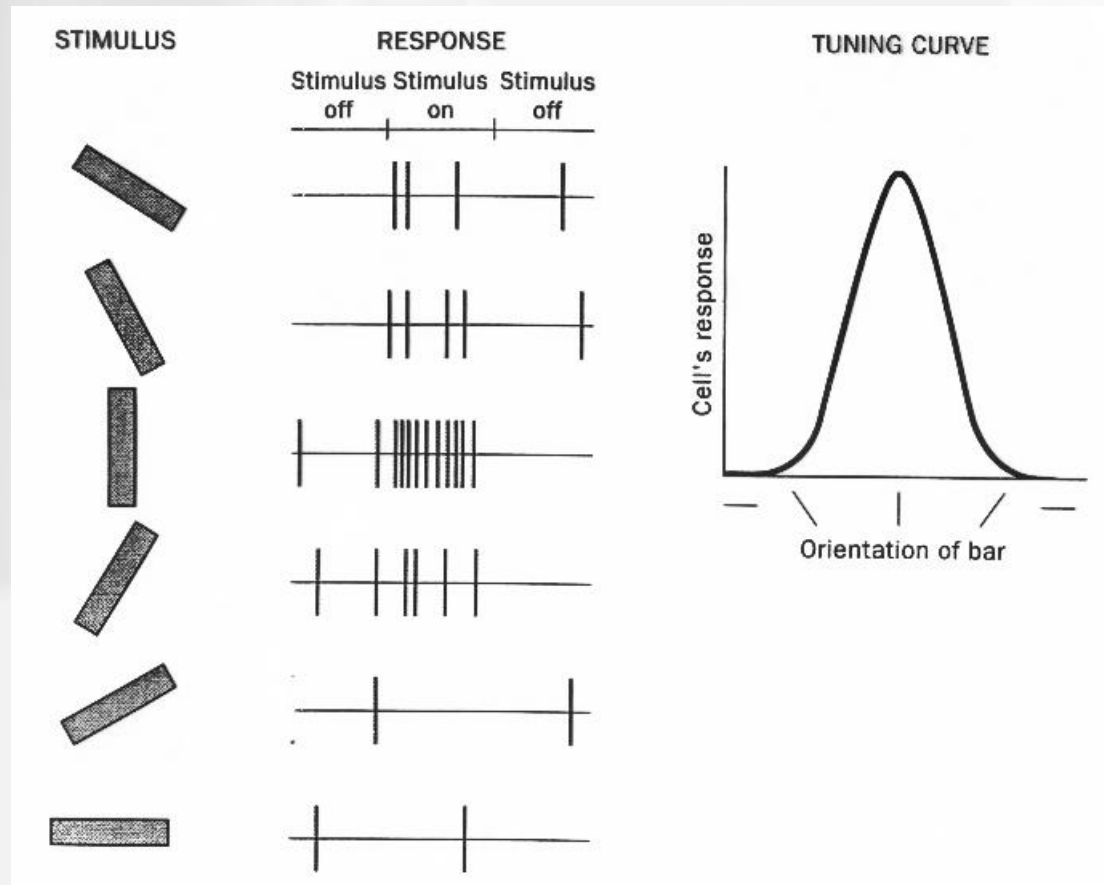 STIMULUS
RESPONSE
TUNING CURVE
Stimulus Stimulus Stimulus
off on off
Cell's response
Orientation of bar